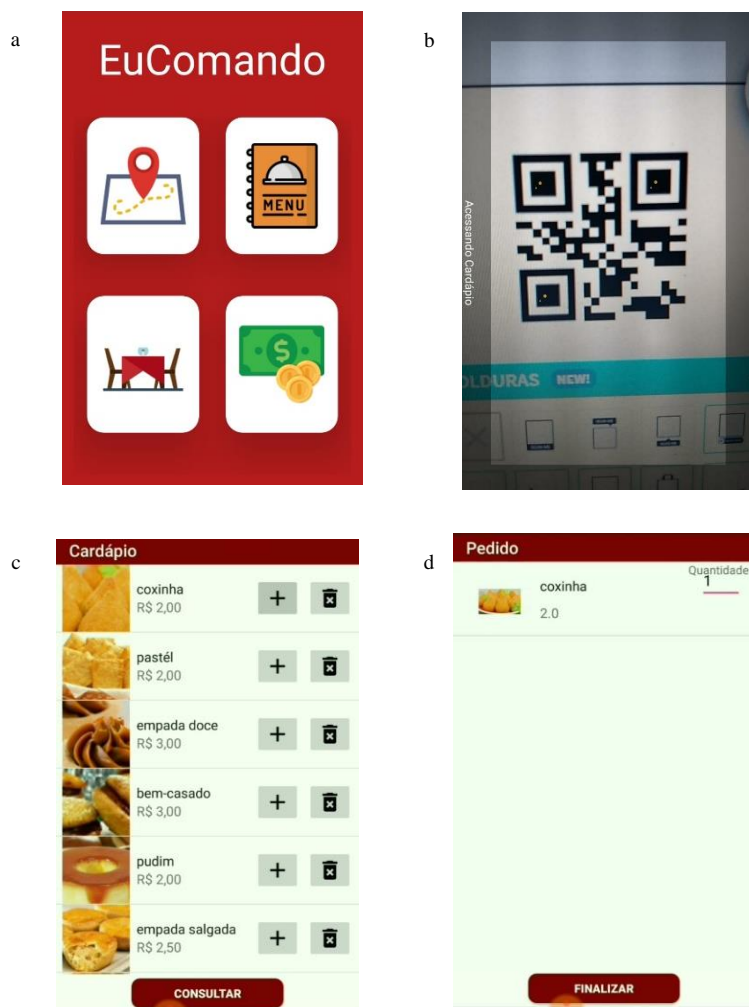 a
EuComando
MENU
b
Acessando Cardápio
OLDURAS NEW!
c
Cardápio
coxinha
R$ 2,00
pastél
R$ 2,00
empada doce
R$ 3,00
bem-casado
R$ 3,00
pudim
R$ 2,00
empada salgada
R$ 2,50
CONSULTAR
d
Pedido
Quantidade
coxinha
1
2.0
FINALIZAR